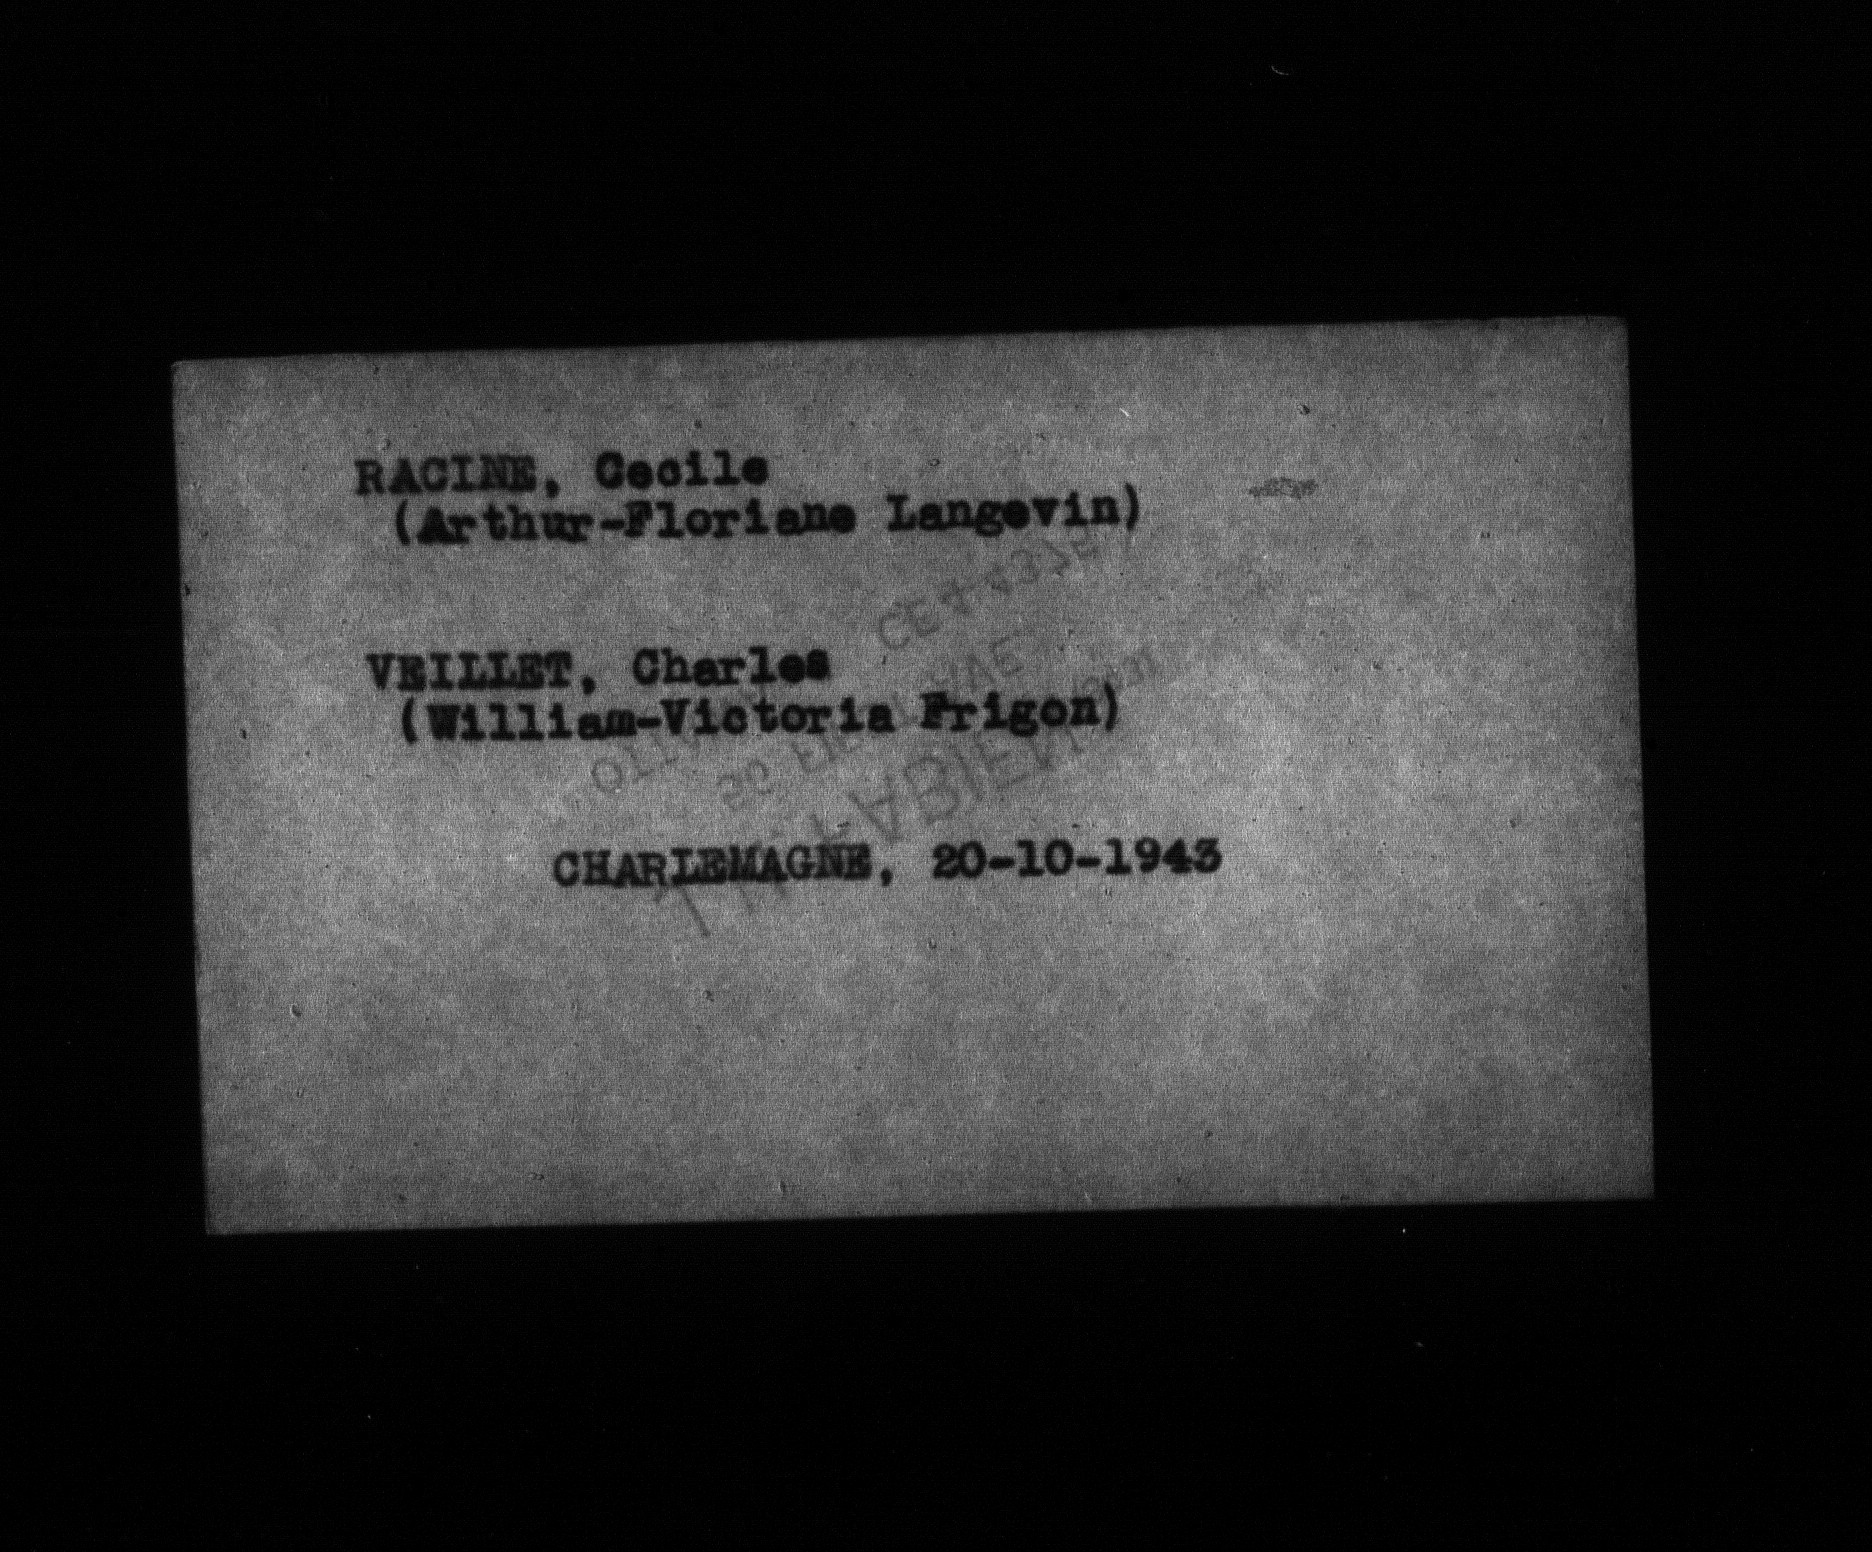 RACINE, Cecile
(Arthur-Floriane Langevin)
VEILLET, Charles
(William-Victoria Frigon)
CHARLEMAGNE, 20-10-1943